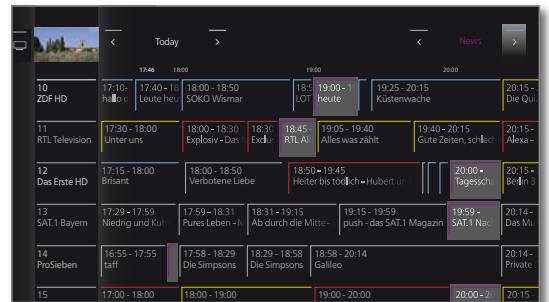 < Today > < News >
17:46 18:00 19:00 20:00
10 17:10- 17:40 - 18 18:00 - 18:50 18:5 19:00 - 1 19:25 - 20:15 20:15 -
ZDF HD Leute heu SOKO Wismar LOT heute Küstenwache Die Qui
11 17:30 - 18:00 18:00 - 18:30 18:30 18:45 - 19:05 - 19:40 19:40 - 20:15 20:15 -
RTL Television Unter uns Explosiv - Das Exclus RTL Ak Alles was zählt Gute Zeiten, schlech Alexa -
12 17:15 - 18:00 18:00 - 18:50 18:50 - 19:45 20:00 - 20:15 -
Das Erste HD Brisant Verbotene Liebe Heiter bis tödlich - Hubert un Tagesscha Berlin 3
13 17:29 - 17:59 17:59 - 18:31 18:31 - 19:15 19:15 - 19:59 19:59 - 20:14 -
SAT.1 Bayern Niedrig und Kuh Pures Leben - M Ab durch die Mitte - push - das SAT.1 Magazin SAT.1 Nac Das Mu
14 16:55 - 17:55 17:58 - 18:29 18:29 - 18:58 18:58 - 20:14 20:14 -
ProSieben taff Die Simpsons Die Simpsons Galileo Private
15 17:00 - 18:00 18:00 - 19:00 19:00 - 20:00 20:00 - 2 20:15 -